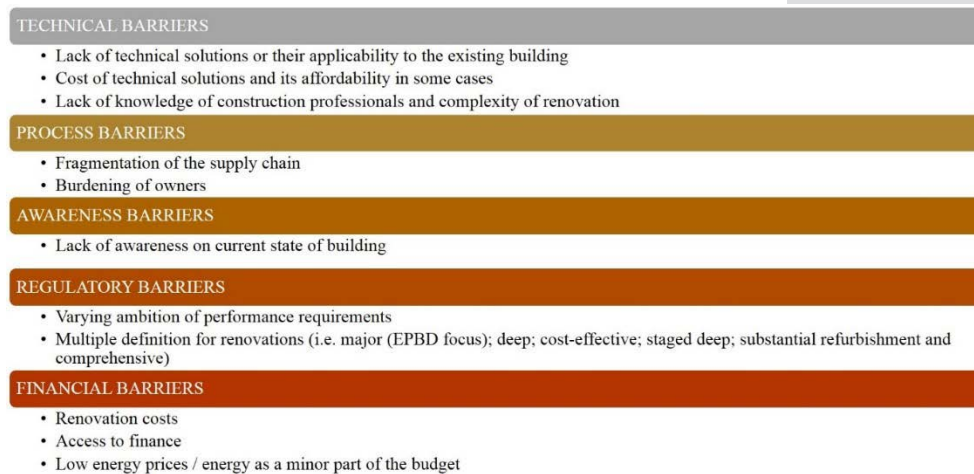 TECHNICAL BARRIERS
• Lack of technical solutions or their applicability to the existing building
• Cost of technical solutions and its affordability in some cases
• Lack of knowledge of construction professionals and complexity of renovation
PROCESS BARRIERS
• Fragmentation of the supply chain
• Burdening of owners
AWARENESS BARRIERS
• Lack of awareness on current state of building
REGULATORY BARRIERS
• Varying ambition of performance requirements
• Multiple definition for renovations (i.e. major (EPBD focus); deep; cost-effective; staged deep; substantial refurbishment and
comprehensive)
FINANCIAL BARRIERS
• Renovation costs
• Access to finance
• Low energy prices / energy as a minor part of the budget